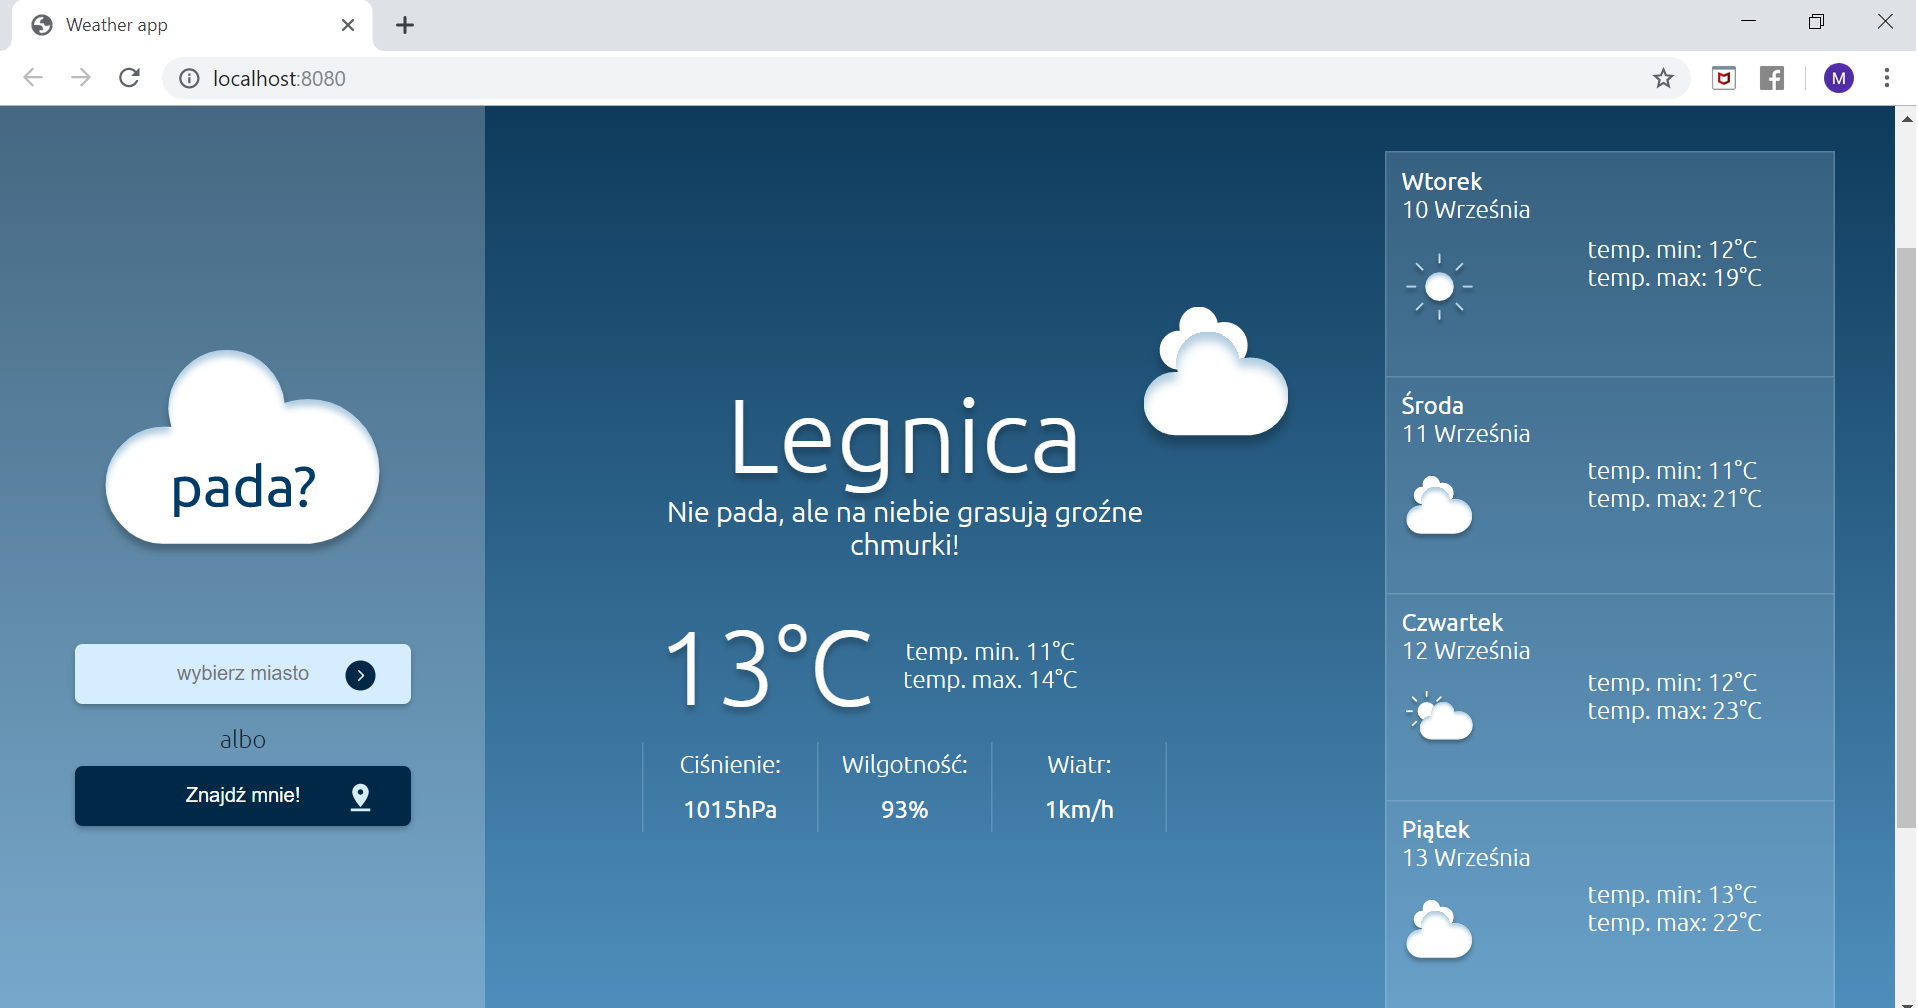 Weather app
localhost:8080
M
pada?
wybierz miasto
albo
Znajdź mnie!
Legnica
Nie pada, ale na niebie grasują groźne
chmurki!
13°C
temp. min. 11°C
temp. max. 14°C
Ciśnienie:
1015hPa
Wilgotność:
93%
Wiatr:
1km/h
Wtorek
10 Września
temp. min: 12°C
temp. max: 19°C
Środa
11 Września
temp. min: 11°C
temp. max: 21°C
Czwartek
12 Września
temp. min: 12°C
temp. max: 23°C
Piątek
13 Września
temp. min: 13°C
temp. max: 22°C